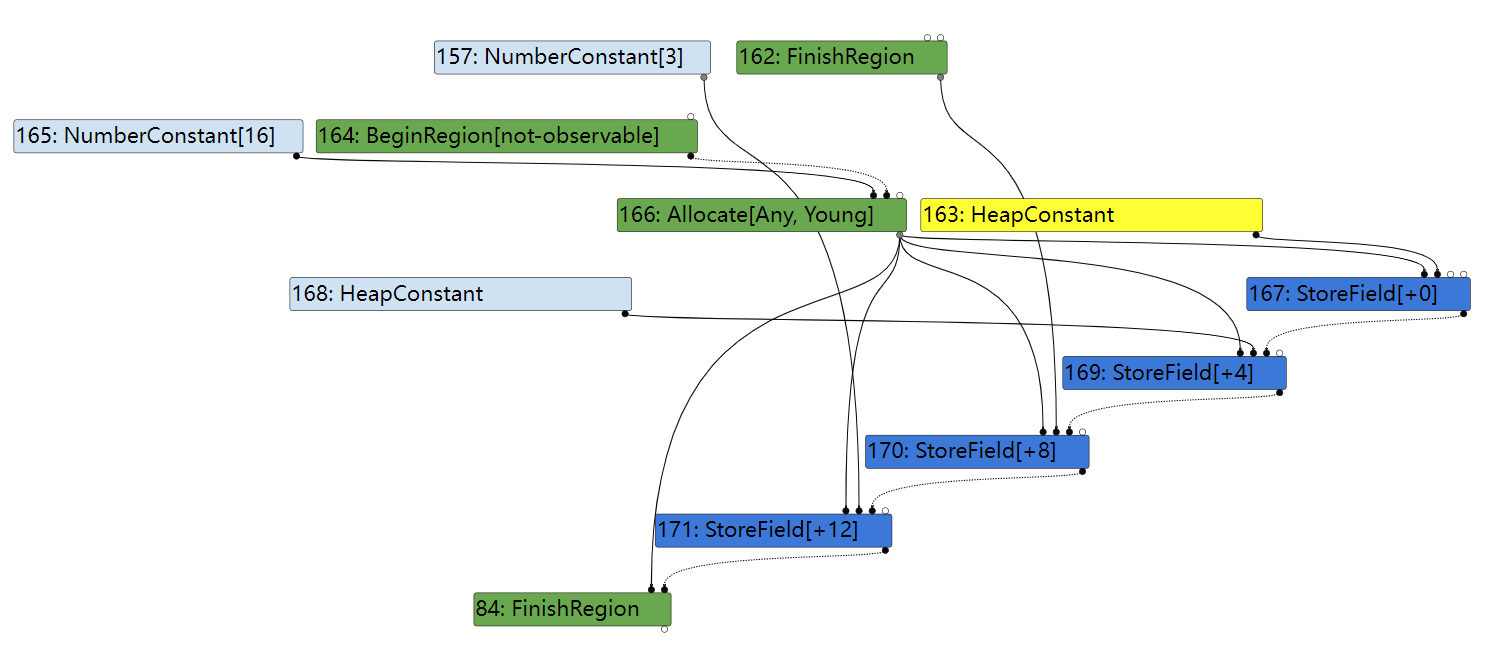 157: NumberConstant[3]
162: FinishRegion
165: NumberConstant[16]
164: BeginRegion[not-observable]
166: Allocate[Any, Young]
163: HeapConstant
168: HeapConstant
167: StoreField[+0]
169: StoreField[+4]
170: StoreField[+8]
171: StoreField[+12]
84: FinishRegion